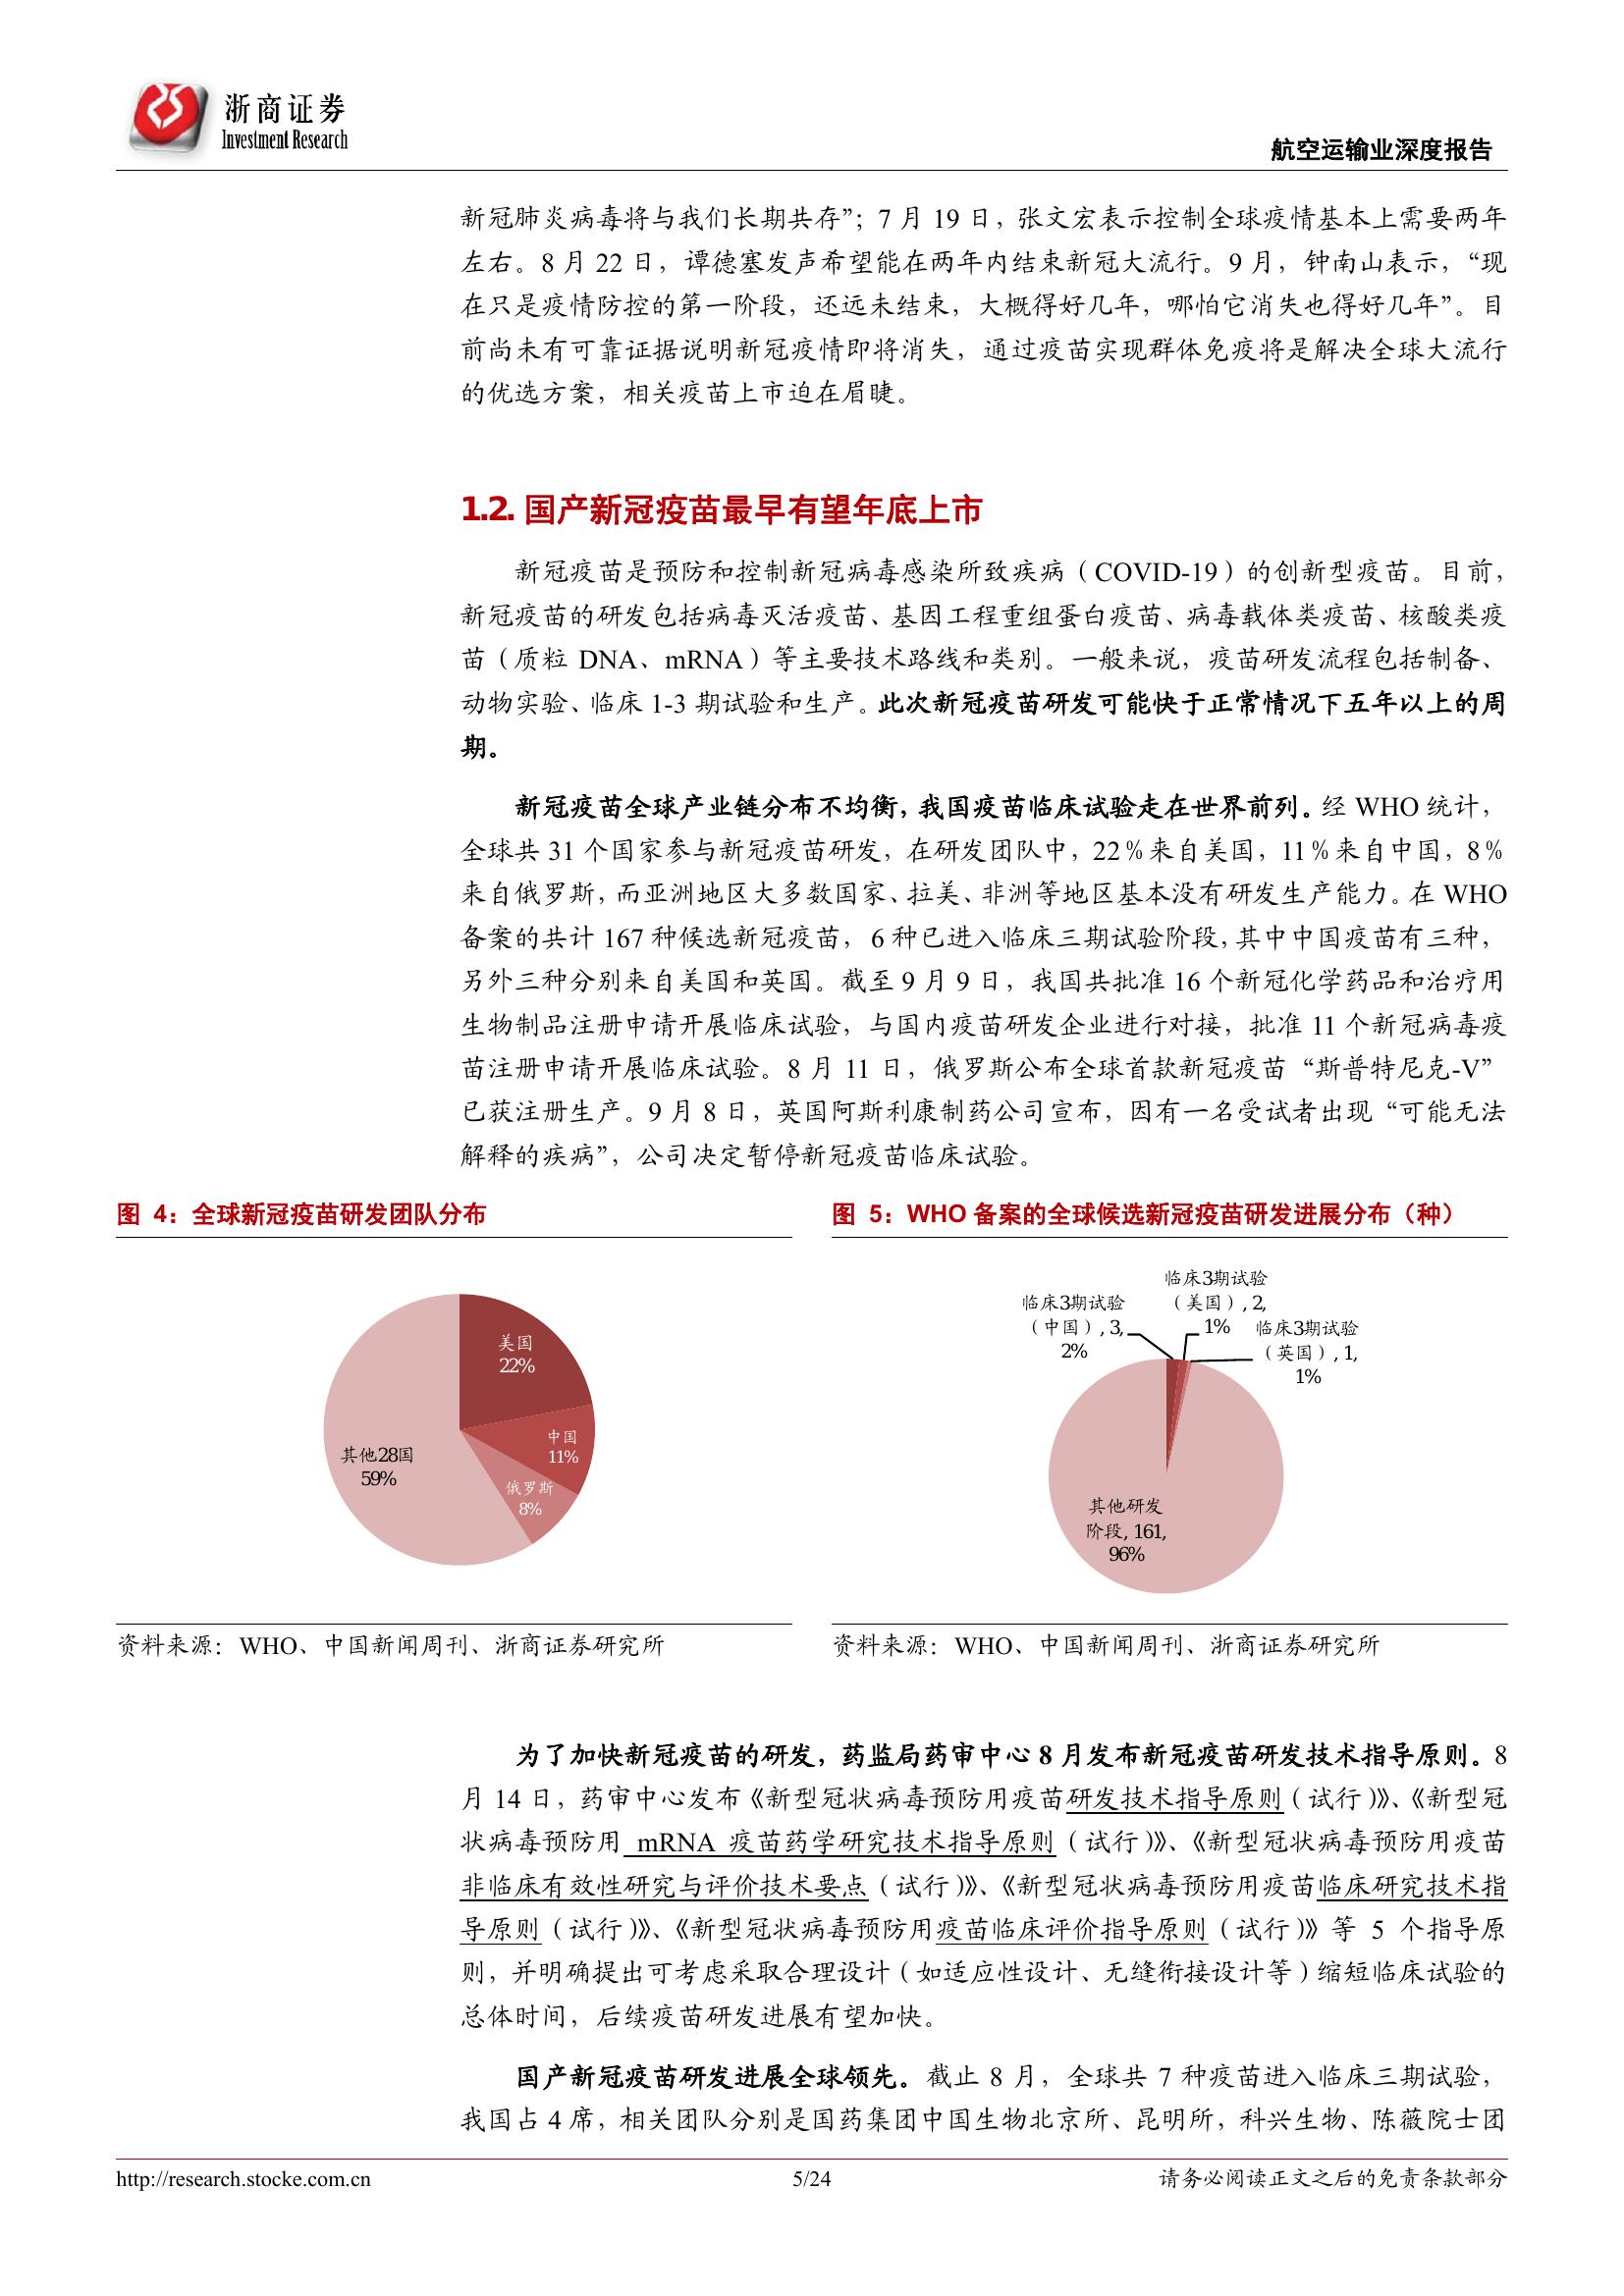 浙商证券
Investment Research
航空运输业深度报告
新冠肺炎病毒将与我们长期共存”；7 月 19 日，张文宏表示控制全球疫情基本上需要两年
左右。8 月 22 日，谭德塞发声希望能在两年内结束新冠大流行。9 月，钟南山表示，“现
在只是疫情防控的第一阶段，还远未结束，大概得好几年，哪怕它消失也得好几年”。目
前尚未有可靠证据说明新冠疫情即将消失，通过疫苗实现群体免疫将是解决全球大流行
的优选方案，相关疫苗上市迫在眉睫。
1.2. 国产新冠疫苗最早有望年底上市
新冠疫苗是预防和控制新冠病毒感染所致疾病（COVID-19）的创新型疫苗。目前，
新冠疫苗的研发包括病毒灭活疫苗、基因工程重组蛋白疫苗、病毒载体类疫苗、核酸类疫
苗（质粒 DNA、mRNA）等主要技术路线和类别。一般来说，疫苗研发流程包括制备、
动物实验、临床 1-3 期试验和生产。此次新冠疫苗研发可能快于正常情况下五年以上的周
期。
新冠疫苗全球产业链分布不均衡，我国疫苗临床试验走在世界前列。经 WHO 统计，
全球共 31 个国家参与新冠疫苗研发，在研发团队中，22％来自美国，11％来自中国，8％
来自俄罗斯，而亚洲地区大多数国家、拉美、非洲等地区基本没有研发生产能力。在 WHO
备案的共计 167 种候选新冠疫苗，6 种已进入临床三期试验阶段，其中中国疫苗有三种，
另外三种分别来自美国和英国。截至 9 月 9 日，我国共批准 16 个新冠化学药品和治疗用
生物制品注册申请开展临床试验，与国内疫苗研发企业进行对接，批准 11 个新冠病毒疫
苗注册申请开展临床试验。8 月 11 日，俄罗斯公布全球首款新冠疫苗“斯普特尼克-V”
已获注册生产。9 月 8 日，英国阿斯利康制药公司宣布，因有一名受试者出现“可能无法
解释的疾病”，公司决定暂停新冠疫苗临床试验。
图 4：全球新冠疫苗研发团队分布
美国
22%
中国
11%
俄罗斯
8%
其他28国
59%
资料来源：WHO、中国新闻周刊、浙商证券研究所
图 5：WHO 备案的全球候选新冠疫苗研发进展分布（种）
临床3期试验
（中国）, 3,
2%
临床3期试验
（美国）, 2,
1%
临床3期试验
（英国）, 1,
1%
其他研发
阶段, 161,
96%
资料来源：WHO、中国新闻周刊、浙商证券研究所
为了加快新冠疫苗的研发，药监局药审中心 8 月发布新冠疫苗研发技术指导原则。8
月 14 日，药审中心发布《新型冠状病毒预防用疫苗研发技术指导原则（试行）》、《新型冠
状病毒预防用 mRNA 疫苗药学研究技术指导原则（试行）》、《新型冠状病毒预防用疫苗
非临床有效性研究与评价技术要点（试行）》、《新型冠状病毒预防用疫苗临床研究技术指
导原则（试行）》、《新型冠状病毒预防用疫苗临床评价指导原则（试行）》等 5 个指导原
则，并明确提出可考虑采取合理设计（如适应性设计、无缝衔接设计等）缩短临床试验的
总体时间，后续疫苗研发进展有望加快。
国产新冠疫苗研发进展全球领先。截止 8 月，全球共 7 种疫苗进入临床三期试验，
我国占 4 席，相关团队分别是国药集团中国生物北京所、昆明所，科兴生物、陈薇院士团
http://research.stocke.com.cn
5/24
请务必阅读正文之后的免责条款部分